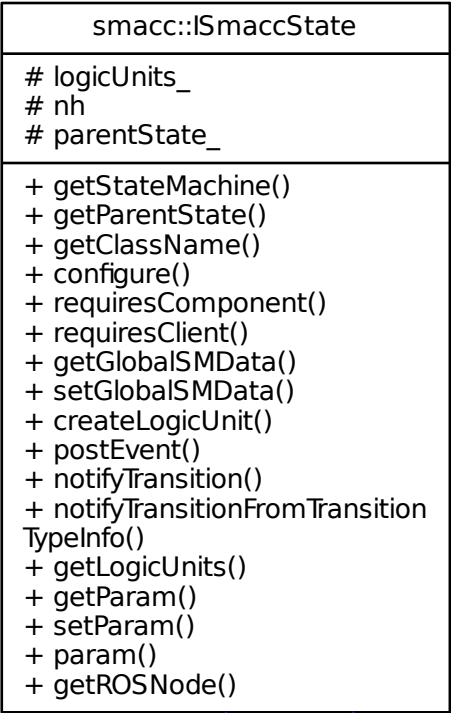 smacc::ISmaccState
# logicUnits_
# nh
# parentState_
+ getStateMachine()
+ getParentState()
+ getClassName()
+ configure()
+ requiresComponent()
+ requiresClient()
+ getGlobalSMData()
+ setGlobalSMData()
+ createLogicUnit()
+ postEvent()
+ notifyTransition()
+ notifyTransitionFromTransition
TypeInfo()
+ getLogicUnits()
+ getParam()
+ setParam()
+ param()
+ getROSNode()